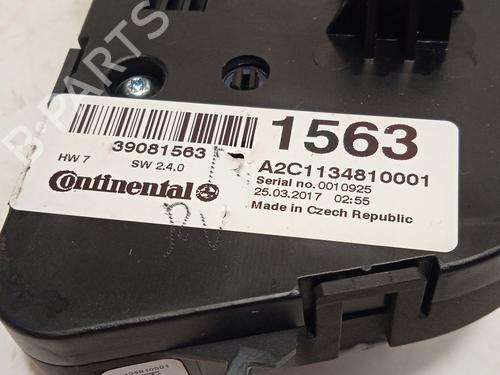 B-PARTS
39081563
1563
HW 7
SW 2.4.0
A2C1134810001
Continental
Serial no. 0010925
25.03.2017 02:55
Made in Czech Republic